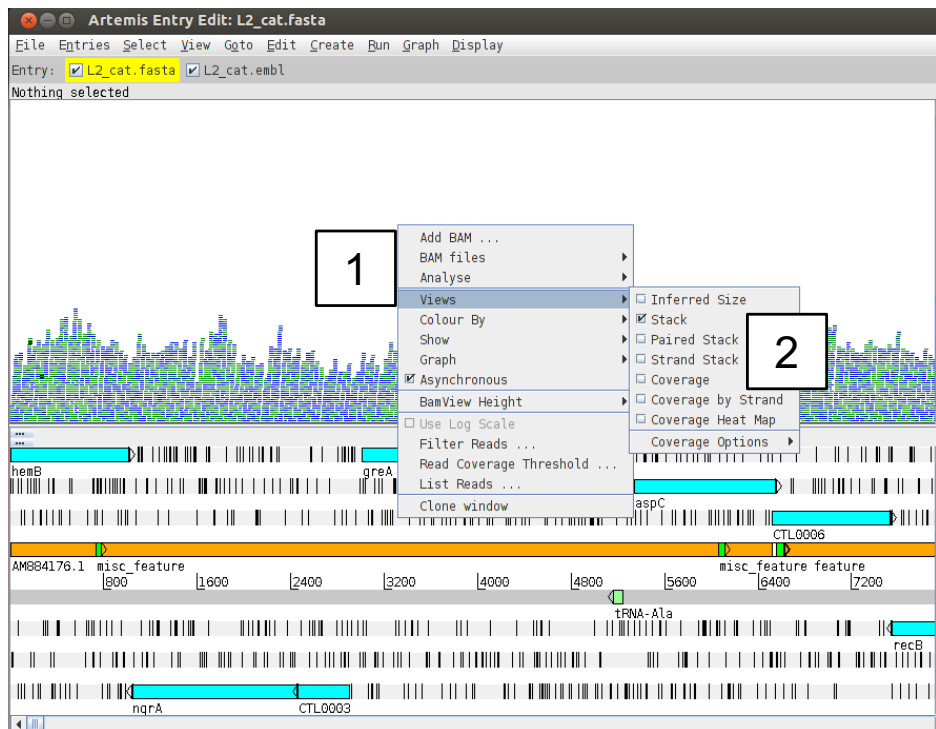 Artemis Entry Edit: L2_cat.fasta
File Entries Select View Goto Edit Create Run Graph Display
Entry: L2_cat.fasta L2_cat.embl
Nothing selected
1
Add BAM ...
BAM files
Analyse
Views
Colour By
Show
Graph
Asynchronous
BamView Height
Use Log Scale
Filter Reads ...
Read Coverage Threshold ...
List Reads ...
Clone window
Inferred Size
Stack
Paired Stack
Strand Stack
Coverage
Coverage by Strand
Coverage Heat Map
Coverage Options
2
hemB greA
aspC
CTL0006
AM884176.1 misc_feature misc_feature feature
800 1600 2400 3200 4000 4800 5600 6400 7200
tRNA-Ala
recB
nqrA CTL0003